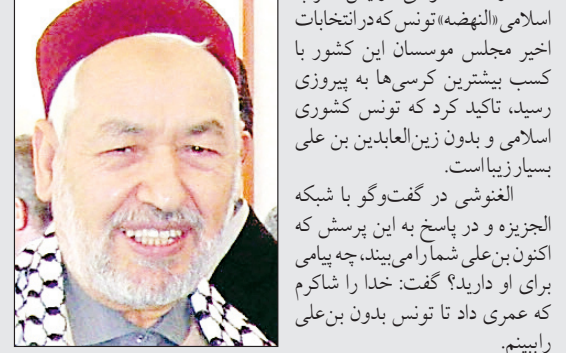 اسلامی «النهضه» تونس که در انتخابات
اخیر مجلس موسسان این کشور با
کسب بیشترین کرسی‌ها به پیروزی
رسید، تاکید کرد که تونس کشوری
اسلامی و بدون زین‌العابدین بن علی
بسیار زیبا است.
الغنوشی در گفت‌وگو با شبکه
الجزیزه و در پاسخ به این پرسش که
اکنون بن‌علی شما را می‌بیند، چه پیامی
برای او دارید؟ گفت: خدا را شاکرم
که عمری داد تا تونس بدون بن‌علی
را ببینم.